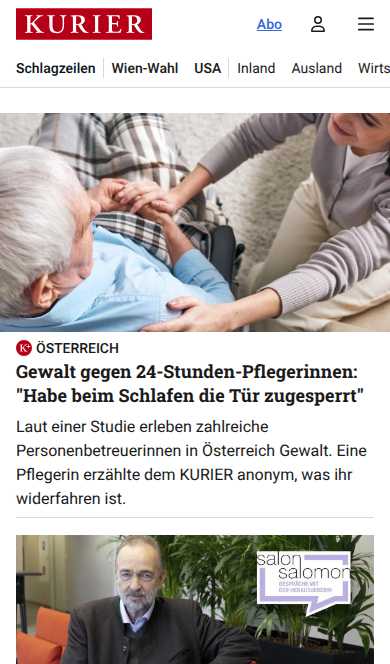 KURIER
Abo
Schlagzeilen
Wien-Wahl
USA
Inland
Ausland
Wirts
K+ ÖSTERREICH
Gewalt gegen 24-Stunden-Pflegerinnen:
"Habe beim Schlafen die Tür zugesperrt"
Laut einer Studie erleben zahlreiche
Personenbetreuerinnen in Österreich Gewalt. Eine
Pflegerin erzählte dem KURIER anonym, was ihr
widerfahren ist.
salon
salomon
GESPRÄCHE MIT
DEM HERAUSGEBER